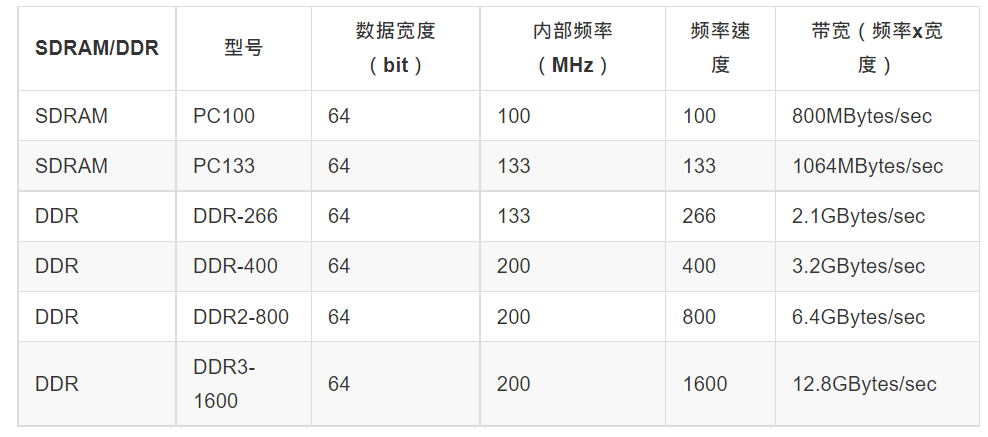 SDRAM/DDR 型号 数据宽度（bit） 内部频率（MHz） 频率速度 带宽（频率x宽度）
SDRAM PC100 64 100 100 800MBytes/sec
SDRAM PC133 64 133 133 1064MBytes/sec
DDR DDR-266 64 133 266 2.1GBytes/sec
DDR DDR-400 64 200 400 3.2GBytes/sec
DDR DDR2-800 64 200 800 6.4GBytes/sec
DDR DDR3-1600 64 200 1600 12.8GBytes/sec